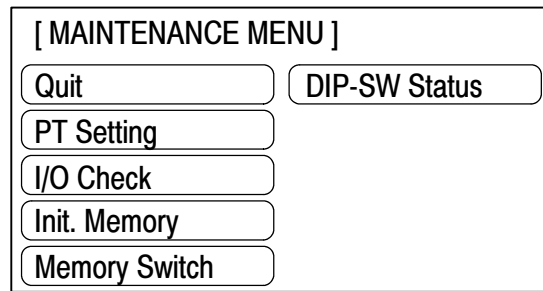 [ MAINTENANCE MENU ]
Quit
DIP-SW Status
PT Setting
I/O Check
Init. Memory
Memory Switch